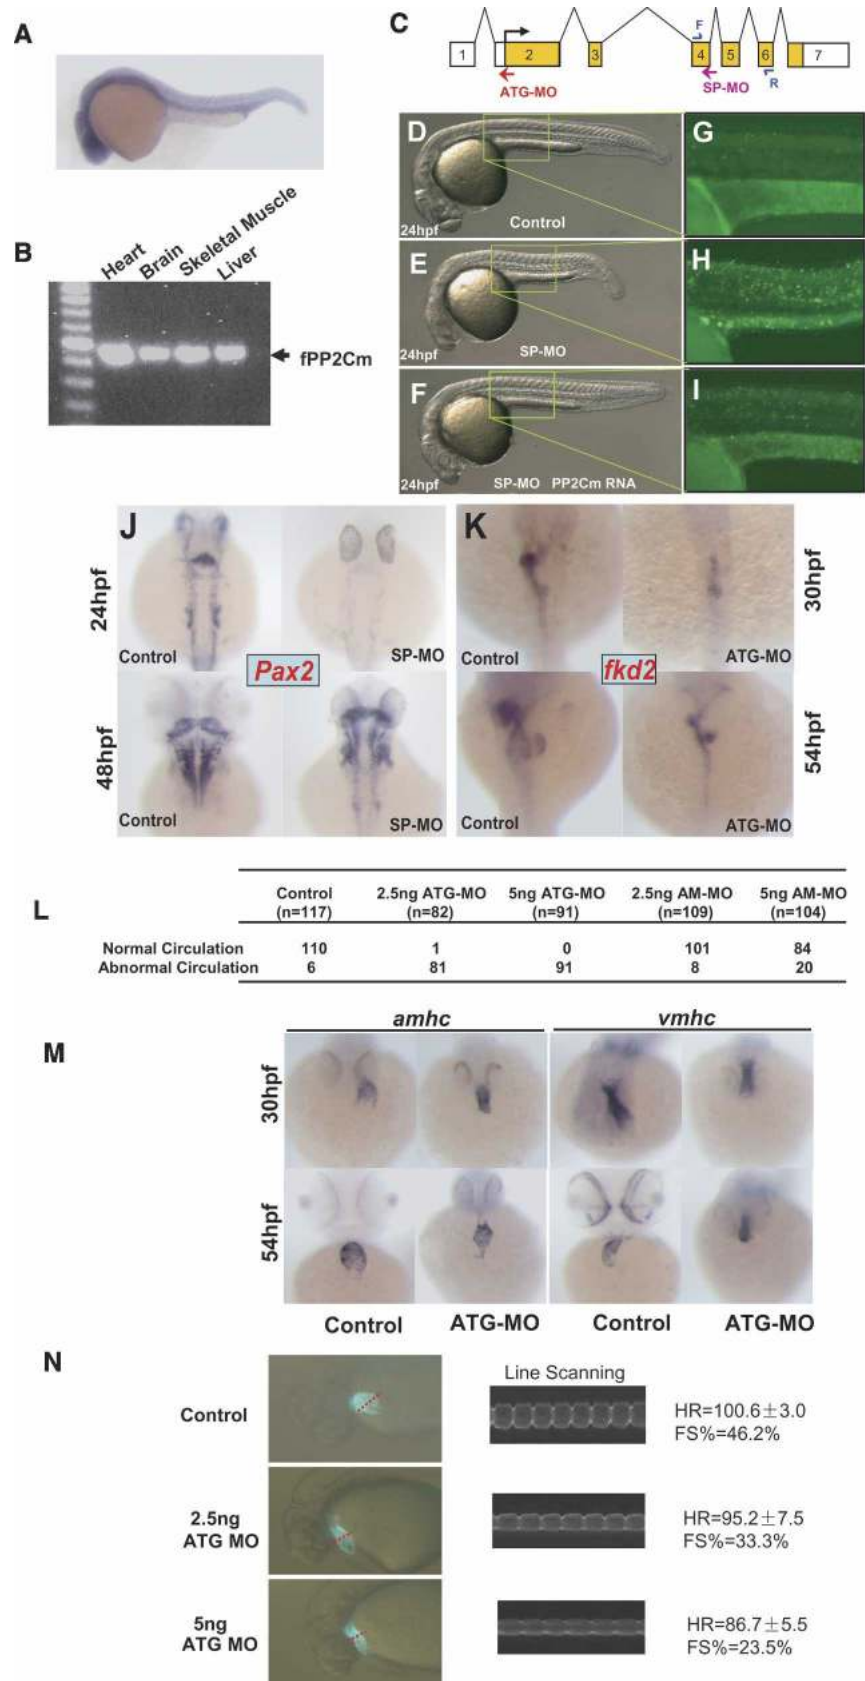 A
B
Heart
Brain
Skeletal Muscle
Liver
fPP2Cm
C
1
2
3
4
5
6
7
F
R
ATG-MO
SP-MO
D
24hpf
Control
G
E
24hpf
SP-MO
H
F
24hpf
SP-MO PP2Cm RNA
I
J
24hpf
Control
SP-MO
Pax2
48hpf
Control
SP-MO
K
30hpf
Control
ATG-MO
fkd2
54hpf
Control
ATG-MO
L
Control 2.5ng ATG-MO 5ng ATG-MO 2.5ng AM-MO 5ng AM-MO
(n=117) (n=82) (n=91) (n=109) (n=104)
Normal Circulation 110 1 0 101 84
Abnormal Circulation 6 81 91 8 20
M
amhc vmhc
30hpf
54hpf
Control ATG-MO Control ATG-MO
N
Line Scanning
Control
HR=100.6±3.0
FS%=46.2%
2.5ng
ATG MO
HR=95.2±7.5
FS%=33.3%
5ng
ATG MO
HR=86.7±5.5
FS%=23.5%